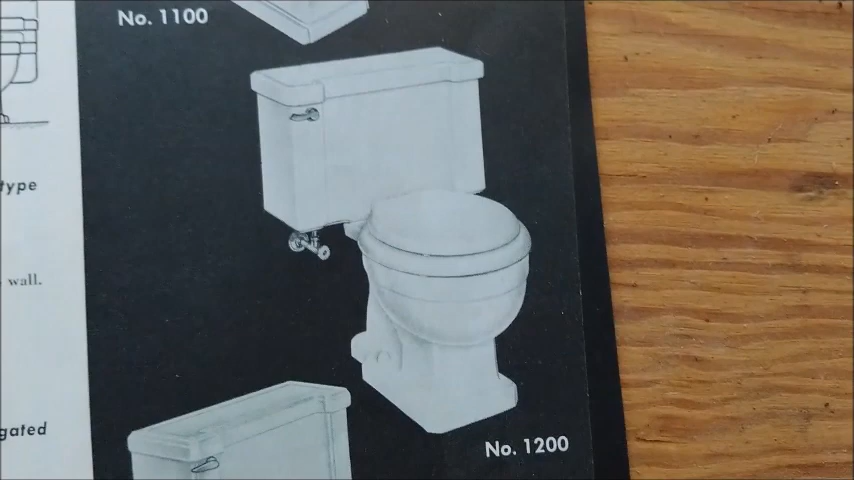 No. 1100
type
wall.
gated
No. 1200